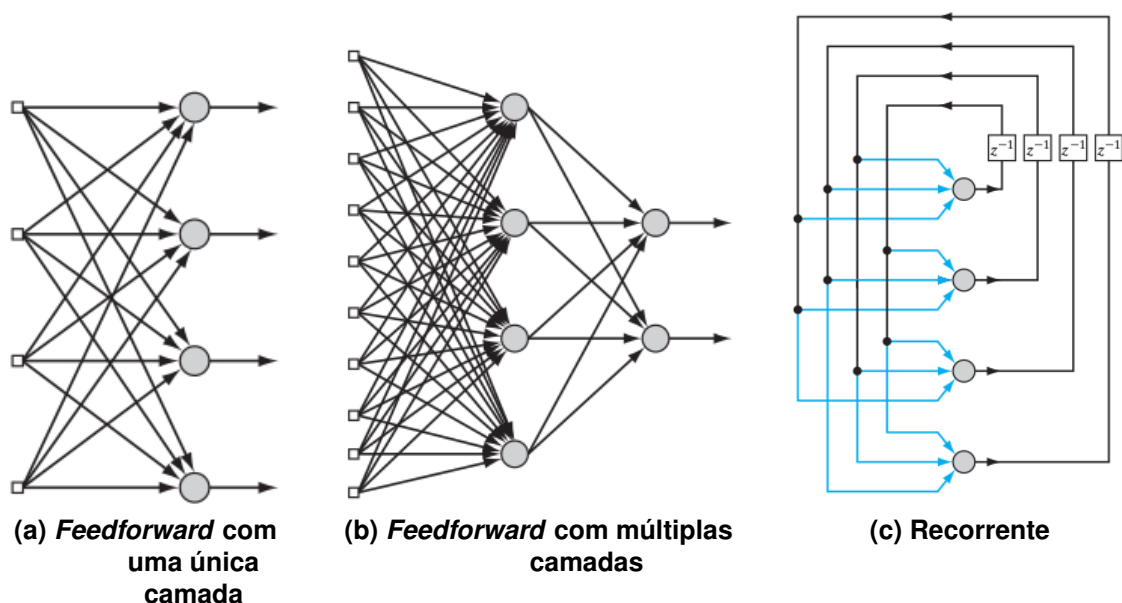 z⁻¹ z⁻¹ z⁻¹ z⁻¹
(a) Feedforward com
uma única
camada
(b) Feedforward com múltiplas
camadas
(c) Recorrente